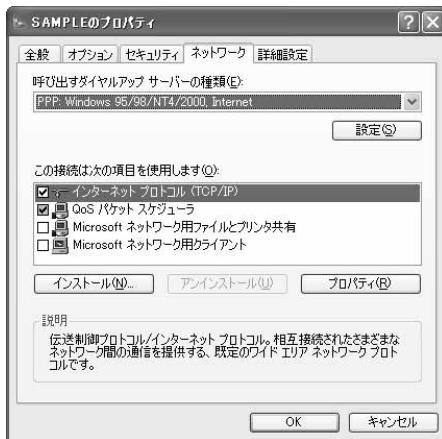 SAMPLEのプロパティ
全般 オプション セキュリティ ネットワーク 詳細設定
呼び出すダイヤルアップ サーバーの種類(E):
PPP: Windows 95/98/NT4/2000, Internet
設定(S)
この接続は次の項目を使用します(O):
インターネット プロトコル (TCP/IP)
QoS パケット スケジューラ
Microsoft ネットワーク用ファイルとプリンタ共有
Microsoft ネットワーク用クライアント
インストール(N)... アンインストール(U) プロパティ(R)
説明
伝送制御プロトコル/インターネット プロトコル。相互接続されたさまざまな
ネットワーク間の通信を提供する、既定のワイド エリア ネットワーク プロト
コルです。
OK キャンセル